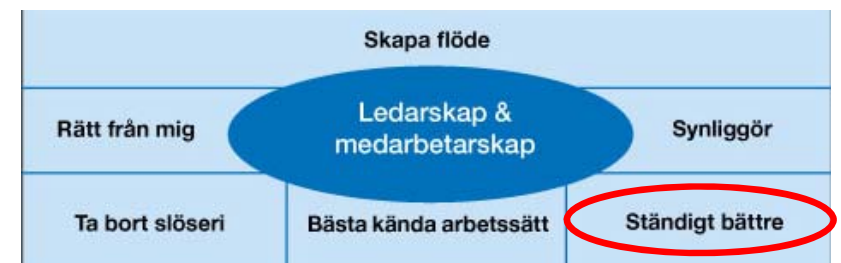 Skapa flöde
Rätt från mig
Ledarskap &
medarbetarskap
Synliggör
Ta bort slöseri
Bästa kända arbetssätt
Ständigt bättre